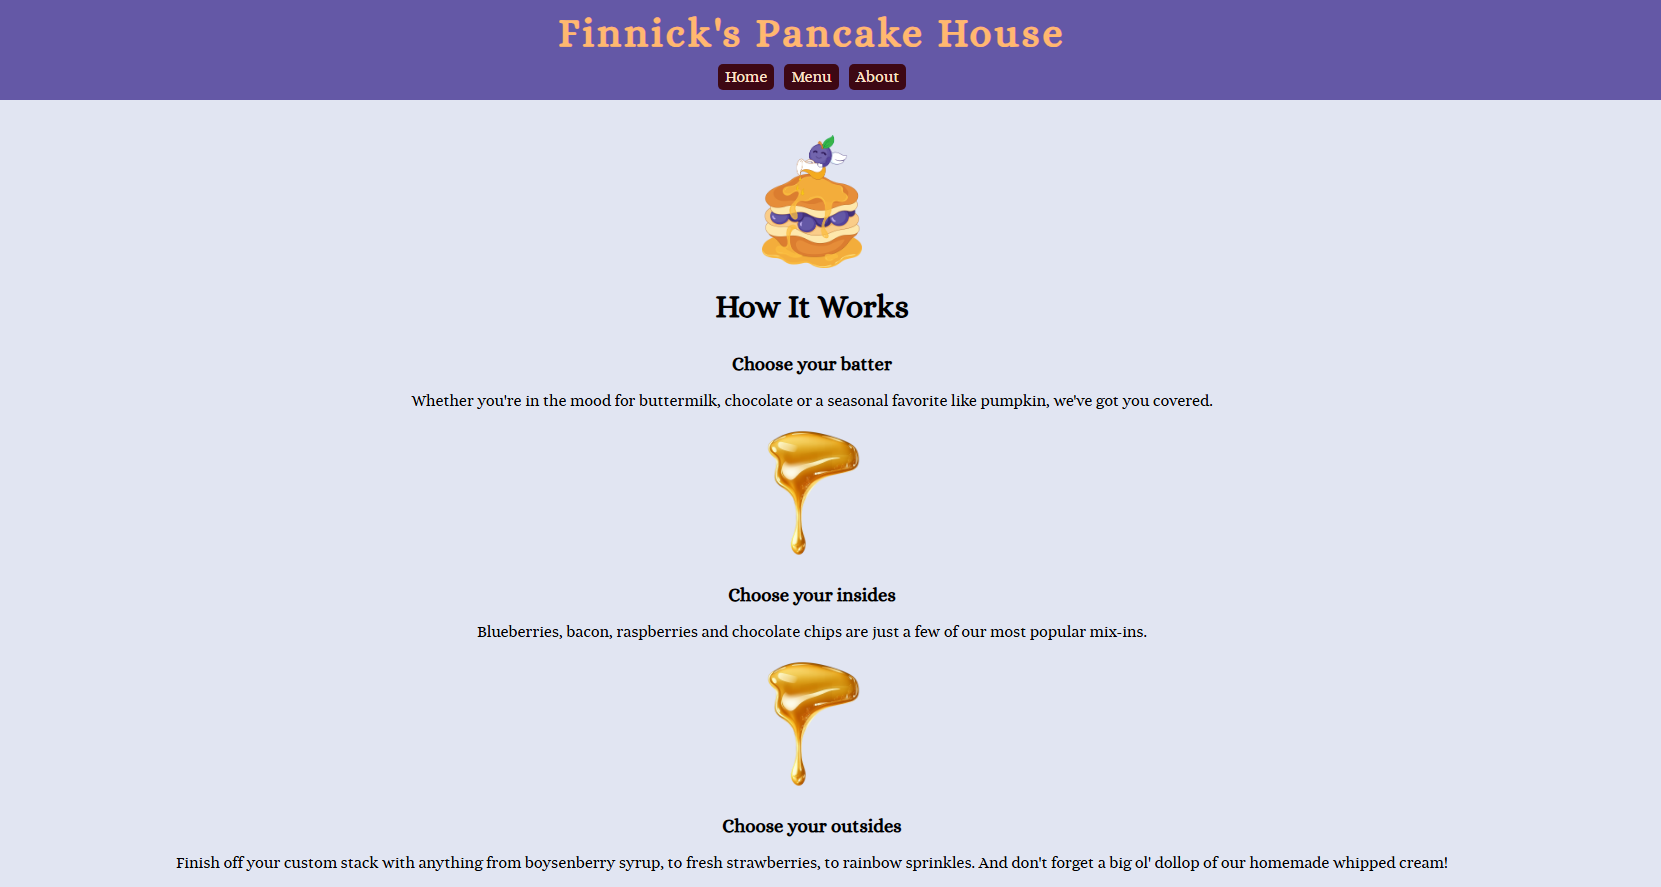 Finnick's Pancake House
Home Menu About
How It Works
Choose your batter
Whether you're in the mood for buttermilk, chocolate or a seasonal favorite like pumpkin, we've got you covered.
Choose your insides
Blueberries, bacon, raspberries and chocolate chips are just a few of our most popular mix-ins.
Choose your outsides
Finish off your custom stack with anything from boysenberry syrup, to fresh strawberries, to rainbow sprinkles. And don't forget a big ol' dollop of our homemade whipped cream!